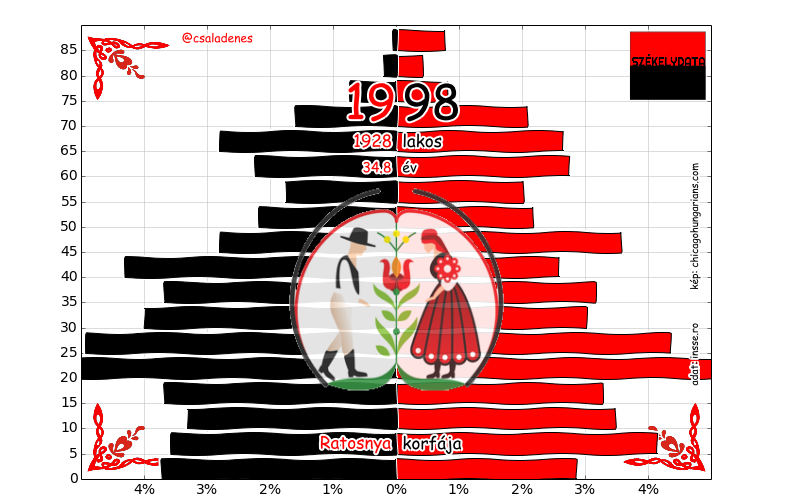 @csaladenes
SZÉKELYDATA
1998
1928 lakos
34.8 év
kép: chicagohungarians.com
adat: insse.ro
Ratosnya korfája
85
80
75
70
65
60
55
50
45
40
35
30
25
20
15
10
5
0
4% 3% 2% 1% 0% 1% 2% 3% 4%